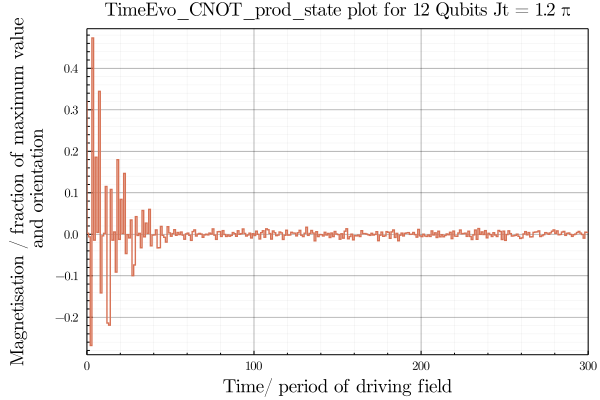 TimeEvo_CNOT_prod_state plot for 12 Qubits Jt = 1.2 π
Magnetisation / fraction of maximum value
and orientation
0.4
0.3
0.2
0.1
0.0
−0.1
−0.2
0 100 200 300
Time/ period of driving field